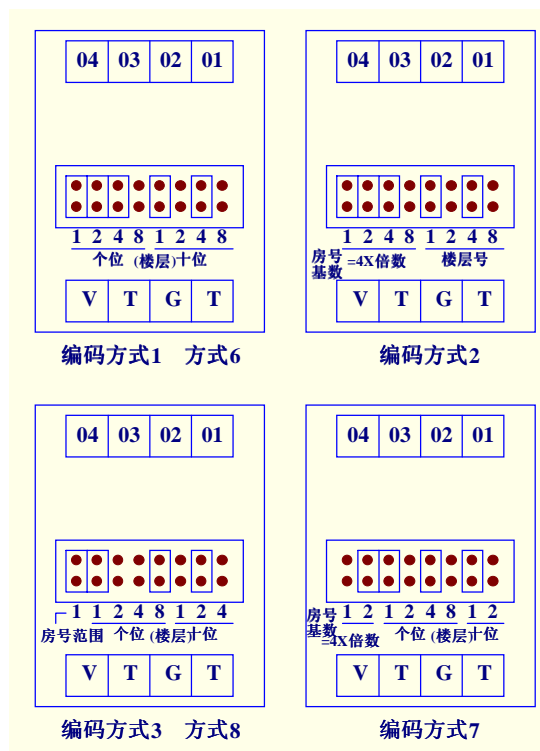 04 03 02 01
1 2 4 8 1 2 4 8
个位 (楼层)十位
V T G T
编码方式1 方式6
04 03 02 01
1 2 4 8 1 2 4 8
房号基数 =4X倍数 楼层号
V T G T
编码方式2
04 03 02 01
1 1 2 4 8 1 2 4
房号范围 个位 (楼层)十位
V T G T
编码方式3 方式8
04 03 02 01
房号基数 1 2 1 2 4 8 1 2
=4X倍数 个位 (楼层)十位
V T G T
编码方式7